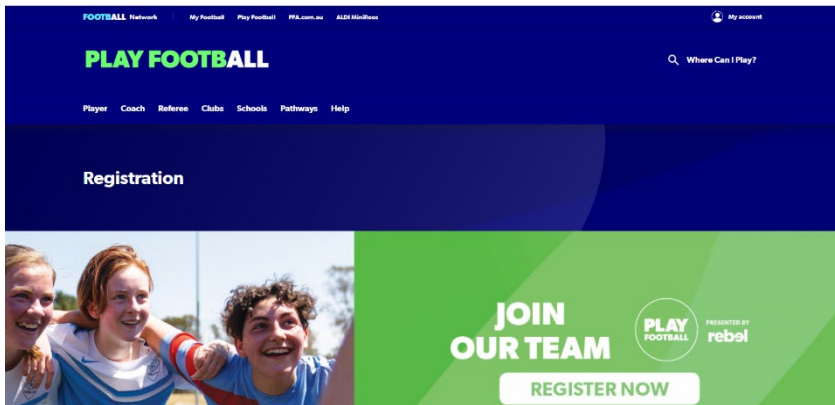 FOOTBALL Network My Football Play Football FFA.com.au ALDI MiniRoos My account
PLAY FOOTBALL
Where Can I Play?
Player Coach Referee Clubs Schools Pathways Help
Registration
JOIN
OUR TEAM
PLAY
FOOTBALL
PRESENTED BY
rebel
REGISTER NOW